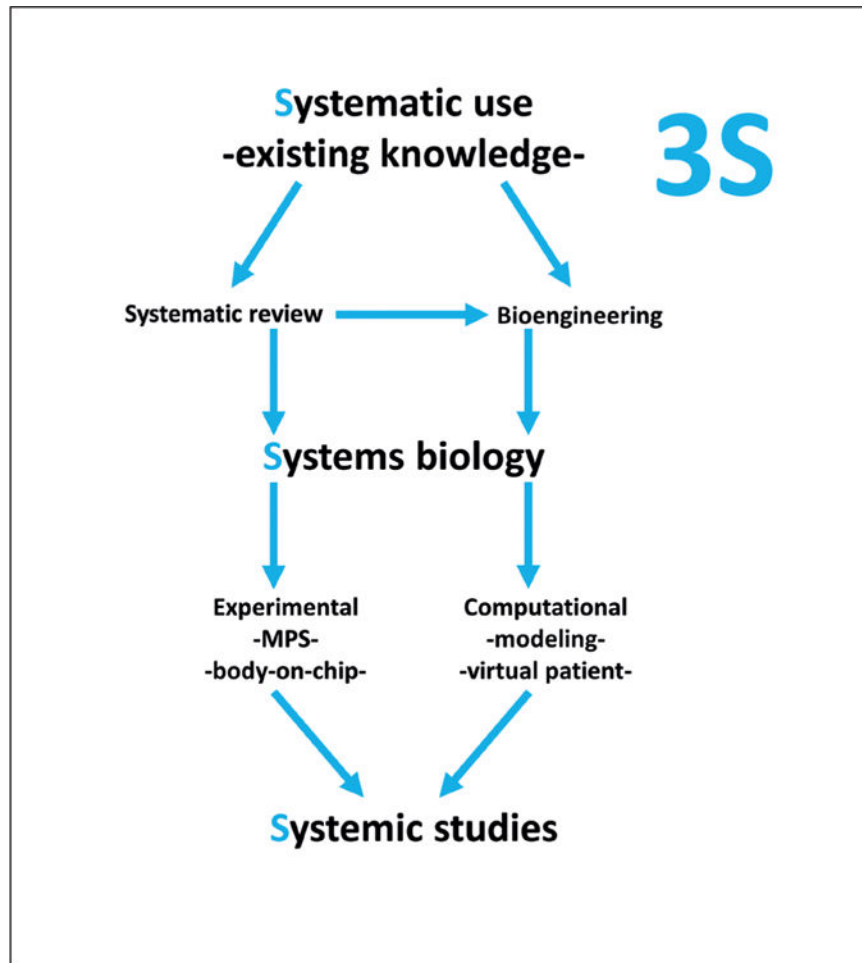 Systematic use
-existing knowledge-
3S
Systematic review
Bioengineering
Systems biology
Experimental
-MPS-
-body-on-chip-
Computational
-modeling-
-virtual patient-
Systemic studies